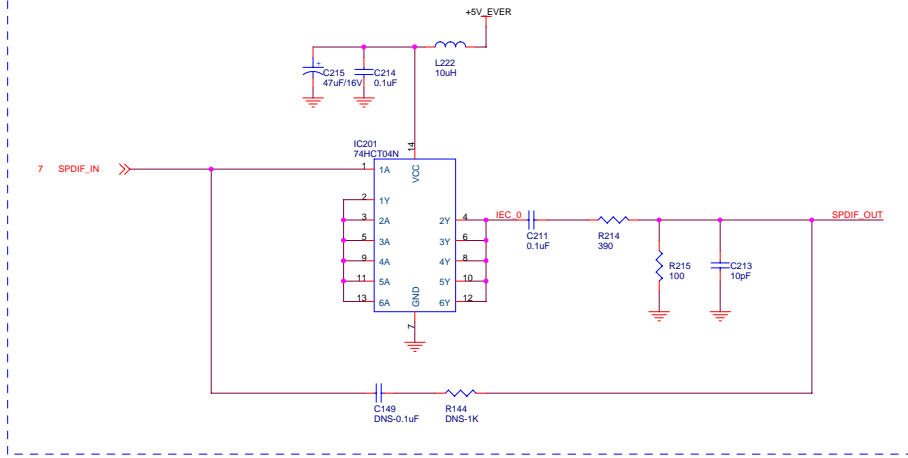 +5V_EVER
L222
10uH
+
C215
47uF/16V
C214
0.1uF
IC201
74HCT04N
14
VCC
7 SPDIF_IN
1 1A
2 1Y
3 2A
5 3A
9 4A
11 5A
13 6A
2Y 4
3Y 6
4Y 8
5Y 10
6Y 12
GND
7
IEC_0
C211
0.1uF
R214
390
SPDIF_OUT
R215
100
C213
10pF
C149
DNS-0.1uF
R144
DNS-1K